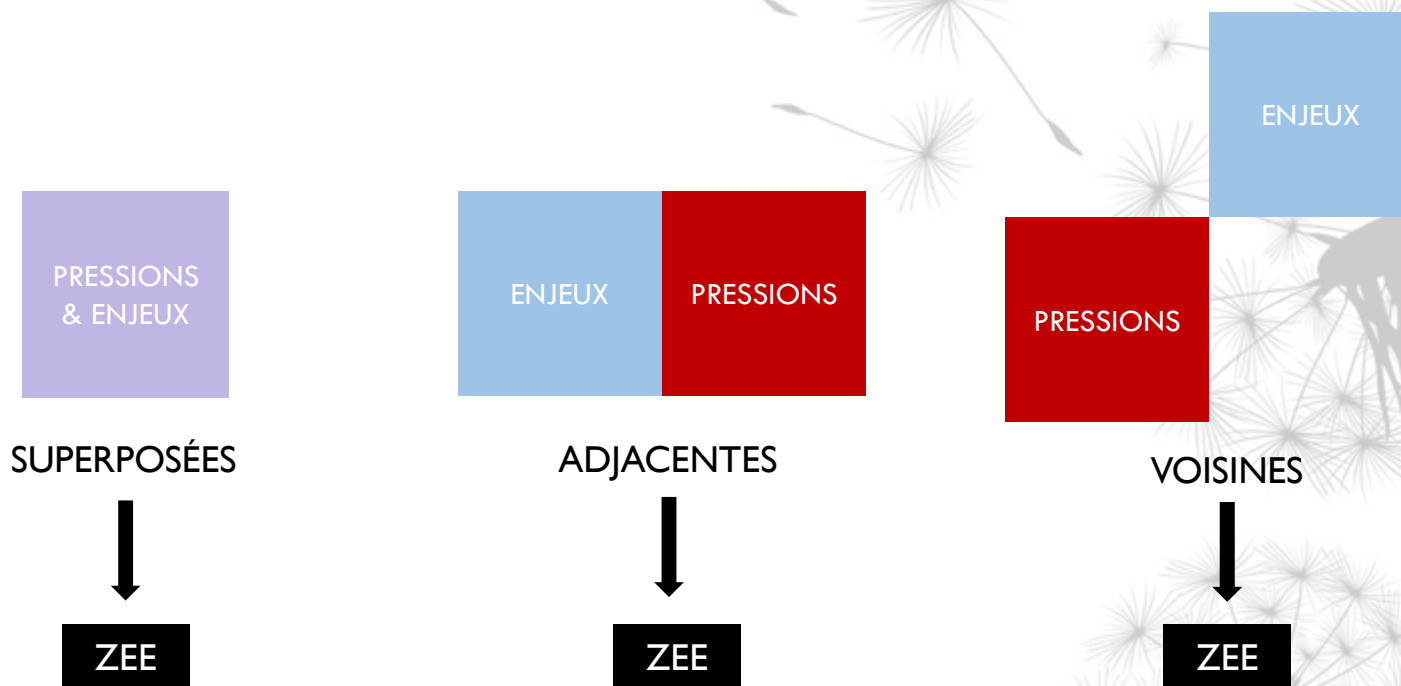 PRESSIONS
& ENJEUX
SUPERPOSÉES
ZEE
ENJEUX
PRESSIONS
ADJACENTES
ZEE
ENJEUX
PRESSIONS
VOISINES
ZEE